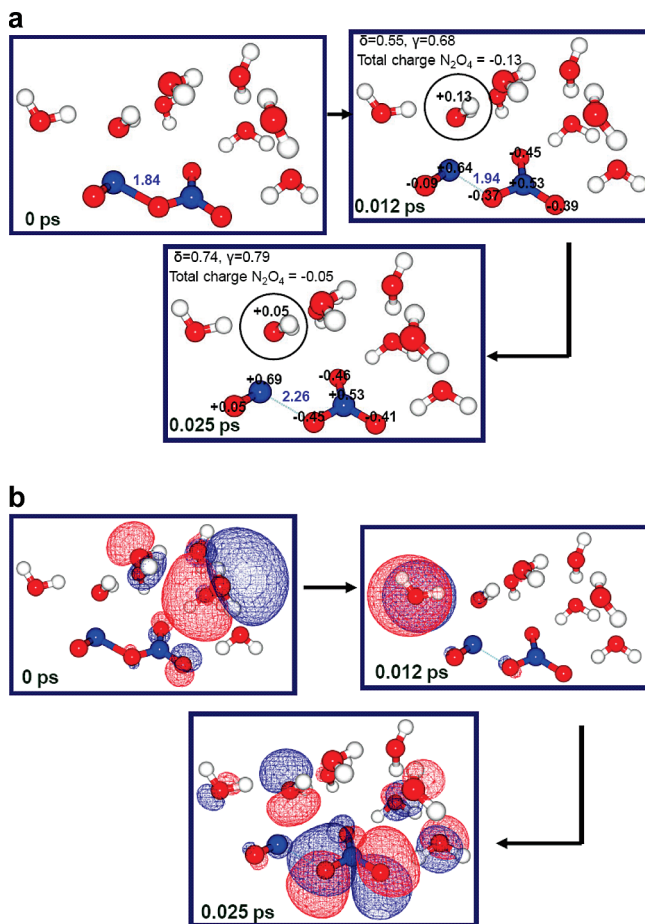 a
0 ps
1.84
δ=0.55, γ=0.68
Total charge N₂O₄ = -0.13
+0.13
-0.45
+0.64
1.94
-0.09
+0.53
-0.37
-0.39
0.012 ps
δ=0.74, γ=0.79
Total charge N₂O₄ = -0.05
+0.05
-0.46
+0.69
2.26
+0.53
+0.05
-0.45
-0.41
0.025 ps
b
0 ps
0.012 ps
0.025 ps